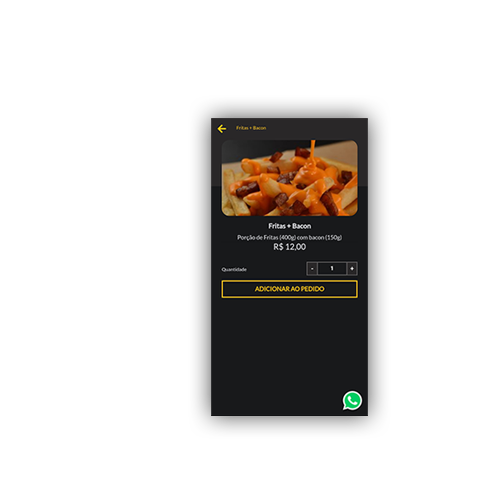 Fritas + Bacon
Fritas + Bacon
Porção de Fritas (400g) com bacon (150g)
R$ 12,00
Quantidade
- 1 +
ADICIONAR AO PEDIDO